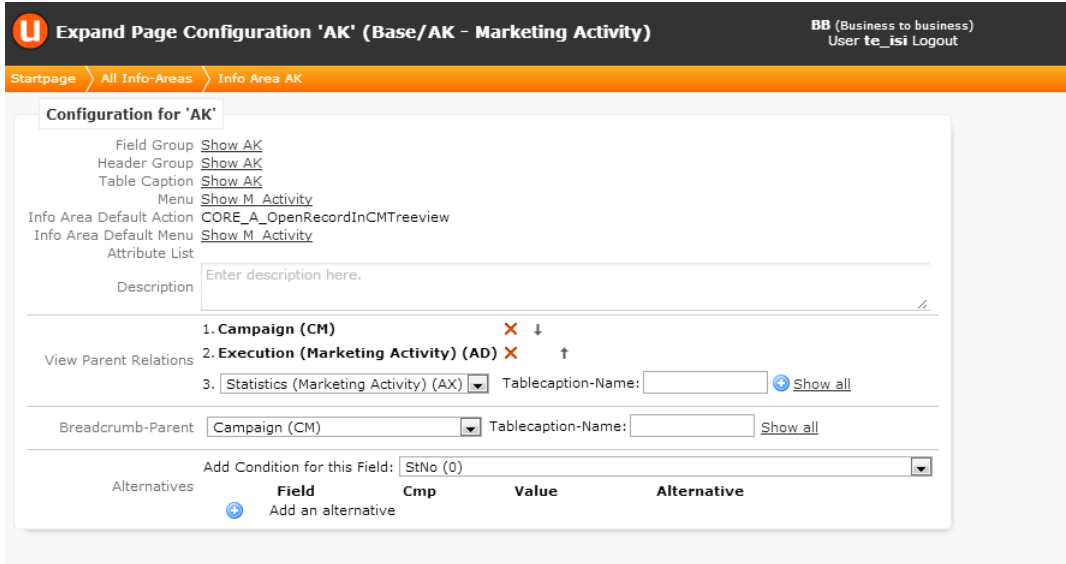 u Expand Page Configuration 'AK' (Base/AK - Marketing Activity)
BB (Business to business)
User te_isi Logout
Startpage All Info-Areas Info Area AK
Configuration for 'AK'
Field Group Show AK
Header Group Show AK
Table Caption Show AK
Menu Show M_Activity
Info Area Default Action CORE_A_OpenRecordInCMTreeview
Info Area Default Menu Show M_Activity
Attribute List
Description Enter description here.
View Parent Relations
1. Campaign (CM)
2. Execution (Marketing Activity) (AD)
3. Statistics (Marketing Activity) (AX) Tablecaption-Name: Show all
Breadcrumb-Parent Campaign (CM) Tablecaption-Name: Show all
Alternatives
Add Condition for this Field: StNo (0)
Field Cmp Value Alternative
Add an alternative